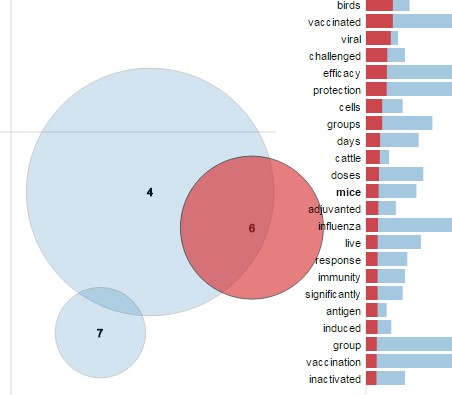 birds
vaccinated
viral
challenged
efficacy
protection
cells
groups
days
cattle
doses
mice
adjuvanted
influenza
live
response
immunity
significantly
antigen
induced
group
vaccination
inactivated
4
6
7